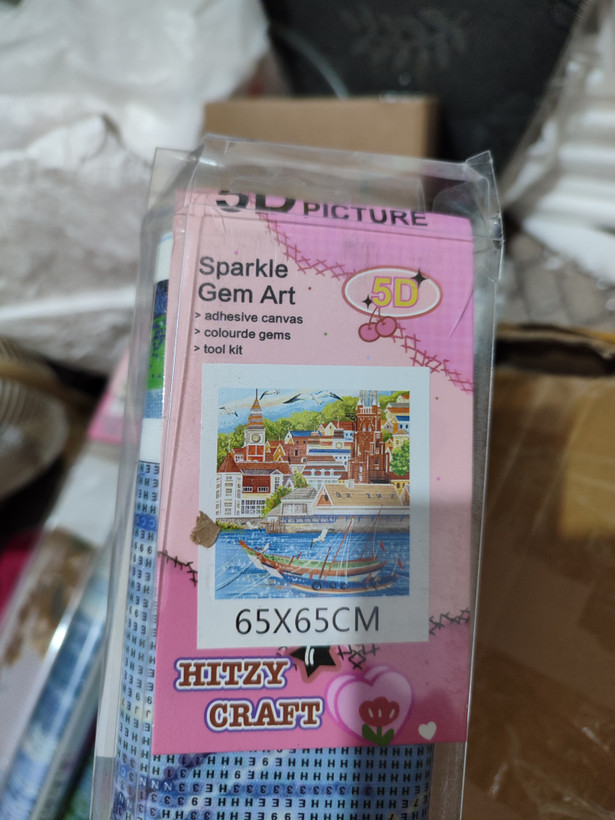 5D PICTURE
Sparkle
Gem Art
5D
> adhesive canvas
> colourde gems
> tool kit
65X65CM
HITZY
CRAFT